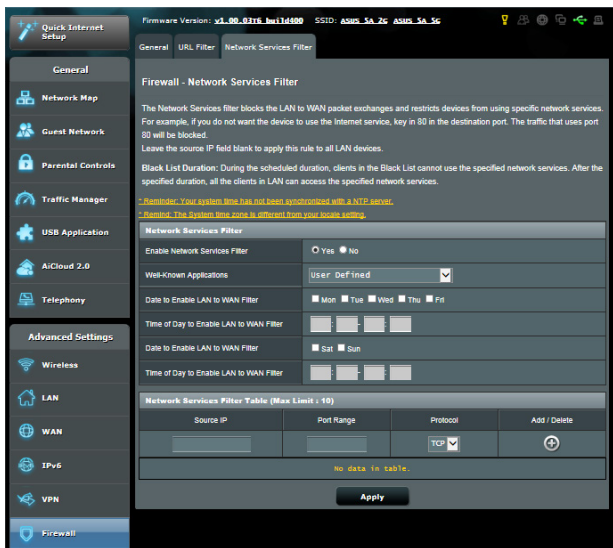 Quick Internet
Setup
Firmware Version: v1.00.03T6 build400 SSID: ASUS_SA_2G ASUS_SA_5G
General URL Filter Network Services Filter
General
Network Map
Guest Network
Parental Controls
Traffic Manager
USB Application
AiCloud 2.0
Telephony
Advanced Settings
Wireless
LAN
WAN
IPv6
VPN
Firewall
Firewall - Network Services Filter
The Network Services filter blocks the LAN to WAN packet exchanges and restricts devices from using specific network services.
For example, if you do not want the device to use the Internet service, key in 80 in the destination port. The traffic that uses port
80 will be blocked.
Leave the source IP field blank to apply this rule to all LAN devices.
Black List Duration: During the scheduled duration, clients in the Black List cannot use the specified network services. After the
specified duration, all the clients in LAN can access the specified network services.
* Reminder: Your system time has not been synchronized with a NTP server.
* Remind: The System time zone is different from your locale setting.
Network Services Filter
Enable Network Services Filter Yes No
Well-Known Applications User Defined
Date to Enable LAN to WAN Filter Mon Tue Wed Thu Fri
Time of Day to Enable LAN to WAN Filter : - :
Date to Enable LAN to WAN Filter Sat Sun
Time of Day to Enable LAN to WAN Filter : - :
Network Services Filter Table (Max Limit : 10)
Source IP Port Range Protocol Add / Delete
TCP
No data in table.
Apply